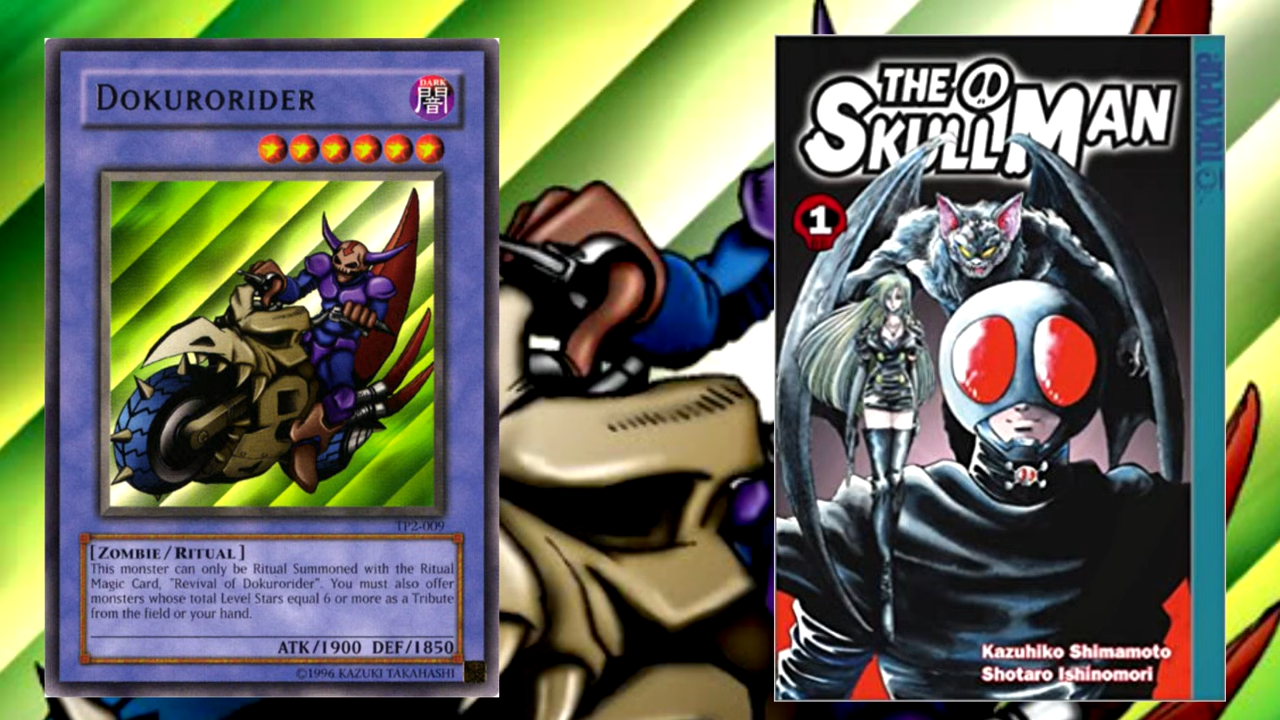 DOKURORIDER
DARK
闇
TP2-009
[ZOMBIE/RITUAL]
This monster can only be Ritual Summoned with the Ritual
Magic Card, "Revival of Dokurorider". You must also offer
monsters whose total Level Stars equal 6 or more as a Tribute
from the field or your hand.
ATK/1900 DEF/1850
©1996 KAZUKI TAKAHASHI
THE
SKULL MAN
1
TOKYOPOP
Kazuhiko Shimamoto
Shotaro Ishinomori